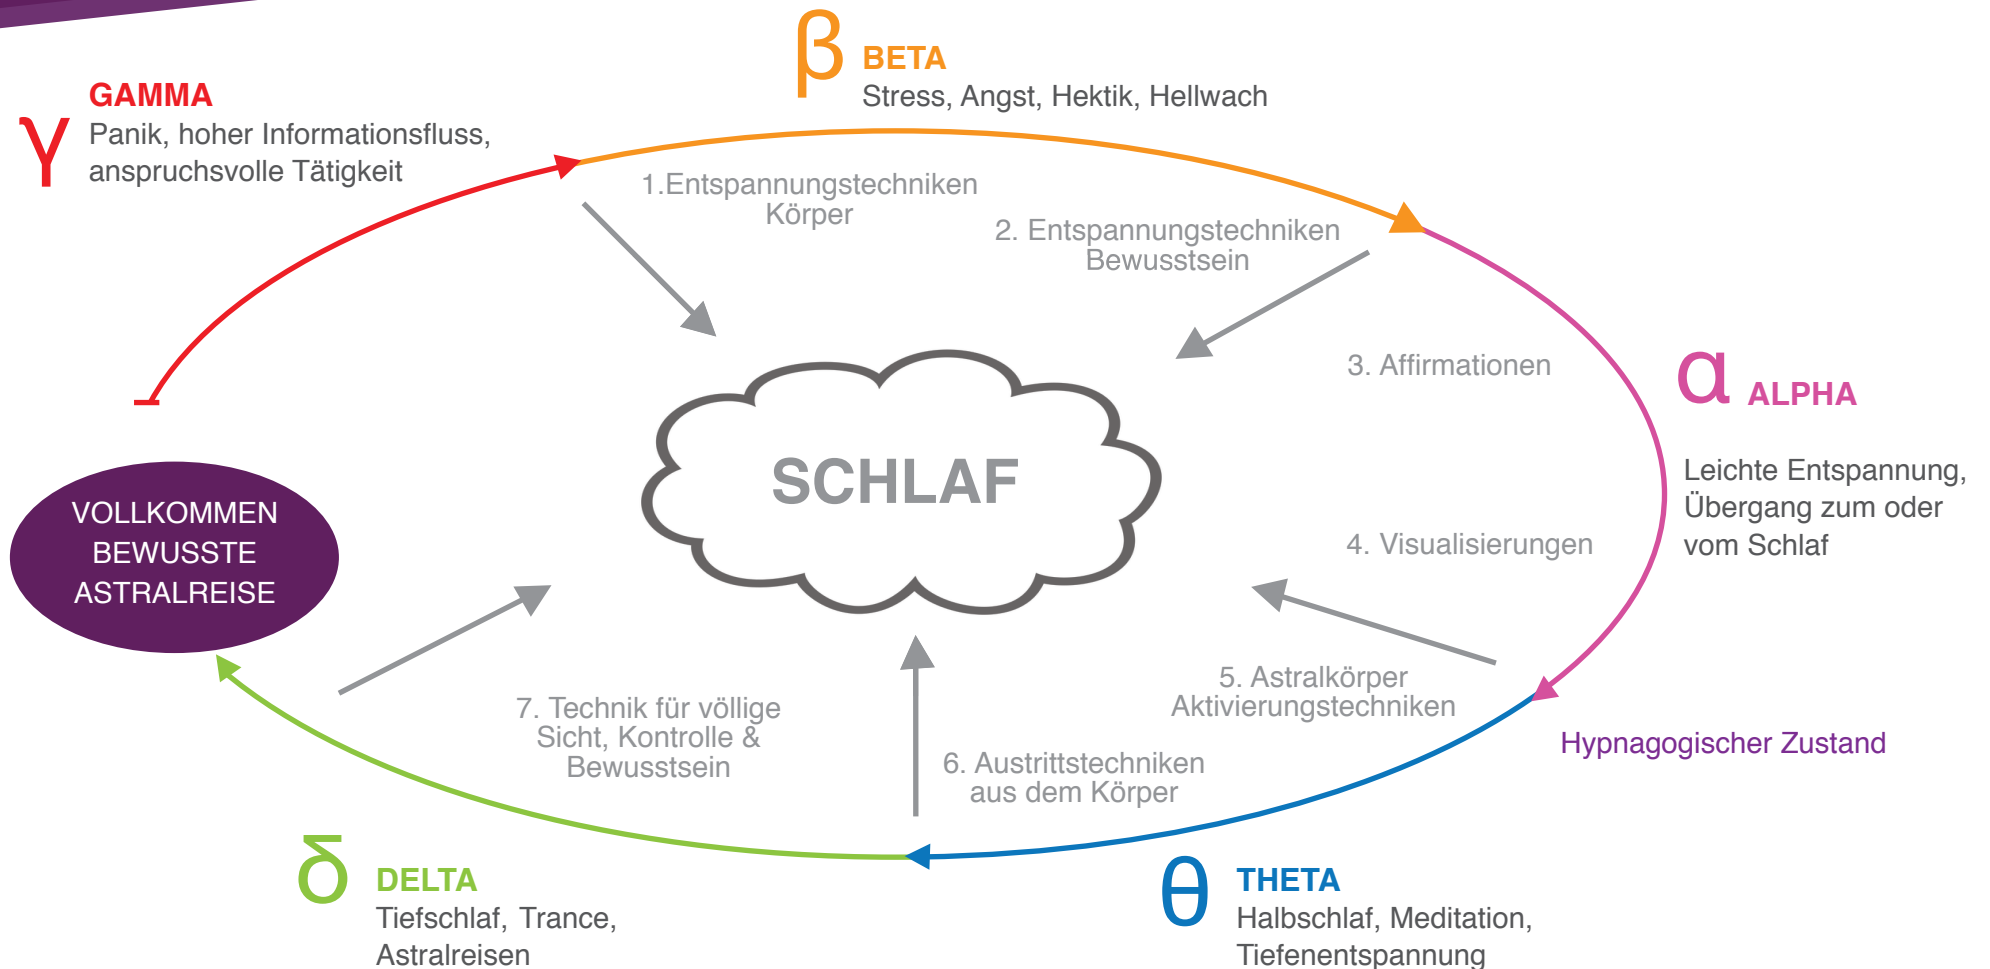 β BETA
Stress, Angst, Hektik, Hellwach
γ GAMMA
Panik, hoher Informationsfluss,
anspruchsvolle Tätigkeit
1.Entspannungstechniken
Körper
2. Entspannungstechniken
Bewusstsein
3. Affirmationen
α ALPHA
Leichte Entspannung,
Übergang zum oder
vom Schlaf
SCHLAF
4. Visualisierungen
VOLLKOMMEN
BEWUSSTE
ASTRALREISE
5. Astralkörper
Aktivierungstechniken
Hypnagogischer Zustand
7. Technik für völlige
Sicht, Kontrolle &
Bewusstsein
6. Austrittstechniken
aus dem Körper
δ DELTA
Tiefschlaf, Trance,
Astralreisen
θ THETA
Halbschlaf, Meditation,
Tiefenentspannung